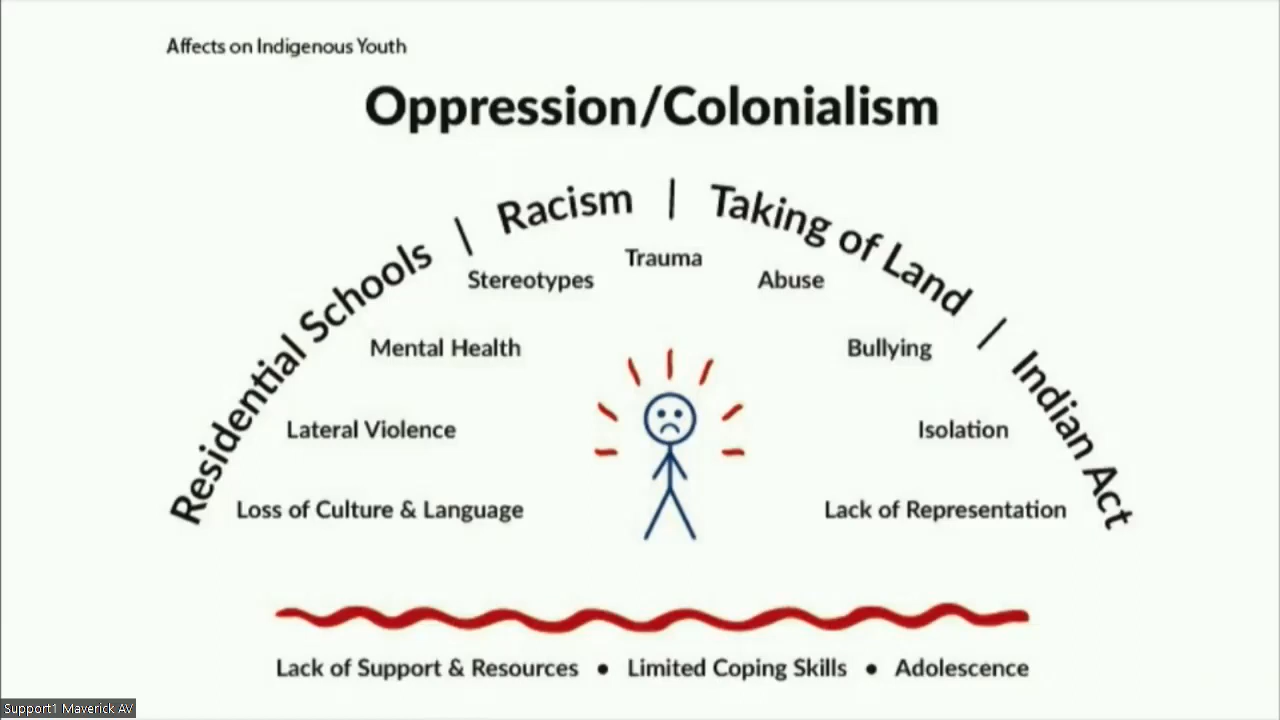 Affects on Indigenous Youth
Oppression/Colonialism
Residential Schools | Racism | Taking of Land | Indian Act
Trauma
Stereotypes
Abuse
Mental Health
Bullying
Lateral Violence
Isolation
Loss of Culture & Language
Lack of Representation
Lack of Support & Resources • Limited Coping Skills • Adolescence
Support1 Maverick AV